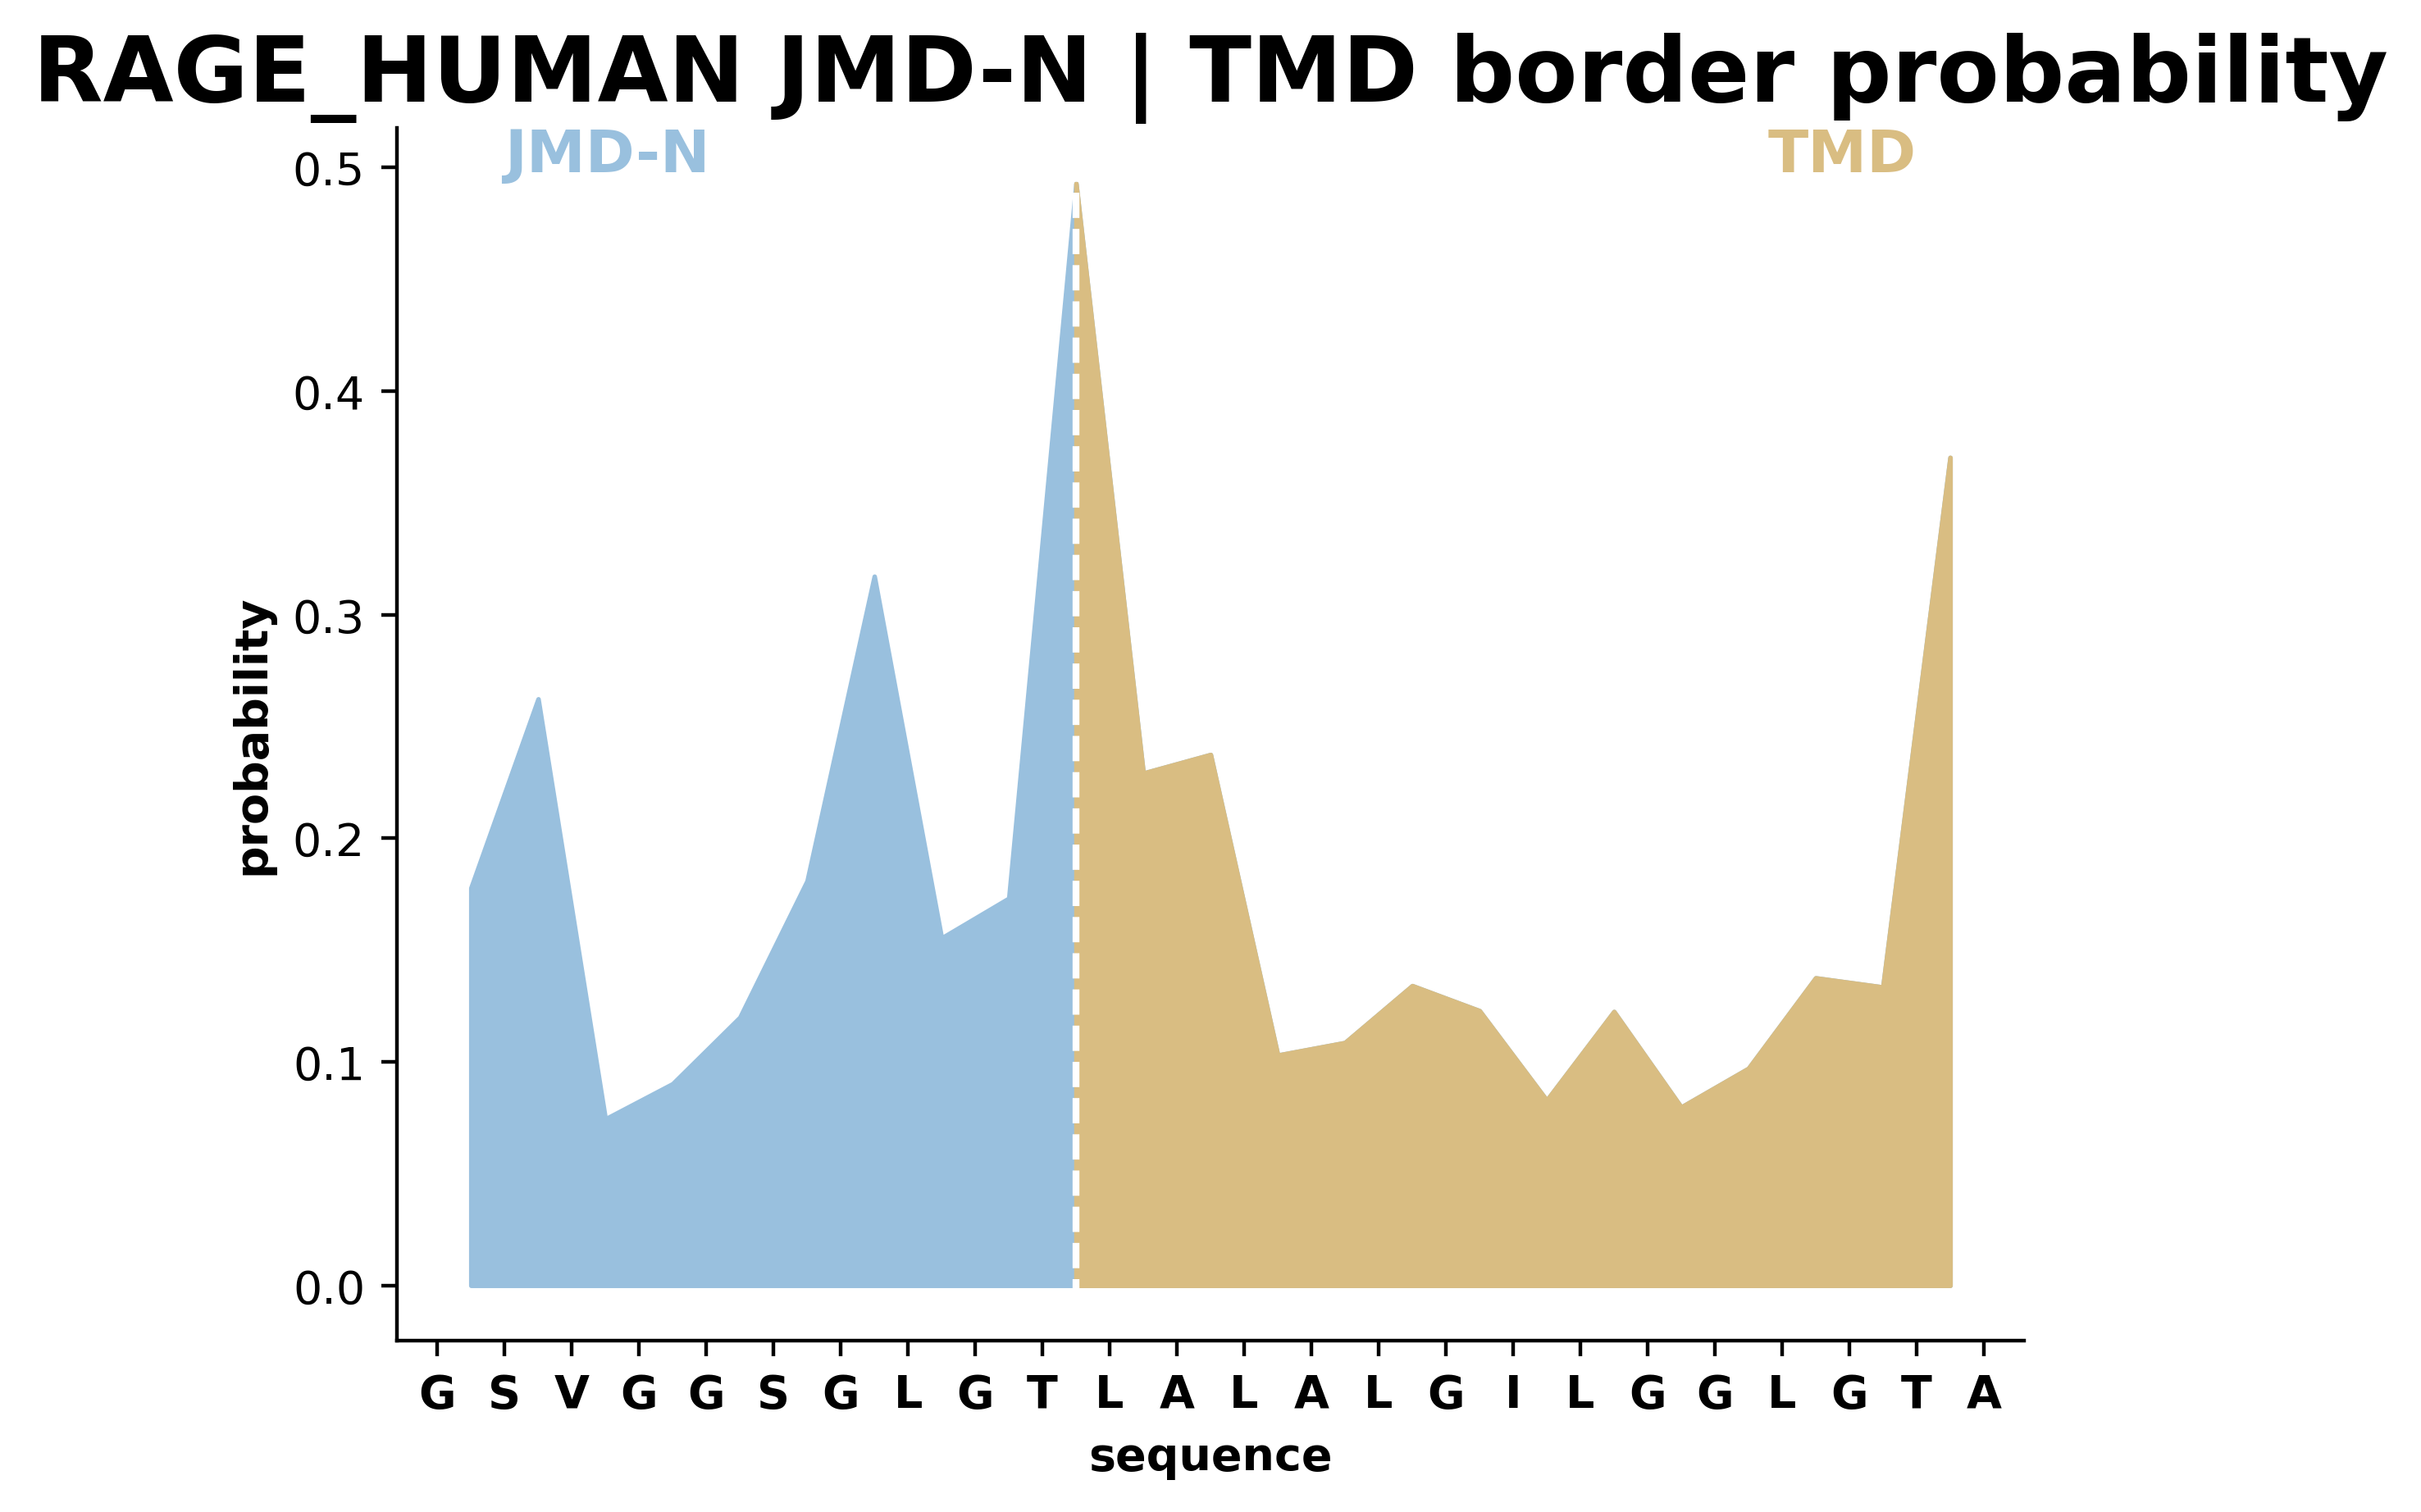 RAGE_HUMAN JMD-N | TMD border probability
JMD-N TMD
0.5
0.4
0.3
0.2
0.1
0.0
probability
G S V G G S G L G T L A L A L G I L G G L G T A
sequence